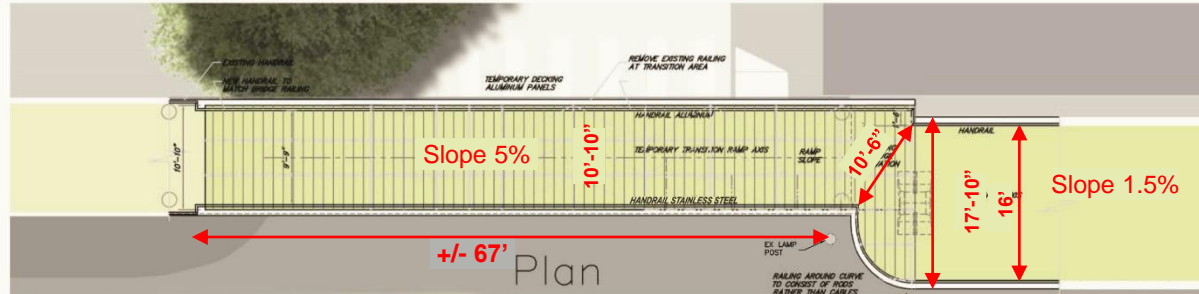 EXISTING HANDRAIL
NEW HANDRAIL TO
MATCH BRIDGE RAILING
TEMPORARY DECKING
ALUMINUM PANELS
REMOVE EXISTING RAILING
AT TRANSITION AREA
HANDRAIL ALUMINUM
10'-10"
9'-9"
Slope 5%
10'-10"
TEMPORARY TRANSITION RAMP AXIS
RAMP
SLOPE
10'-6"
HANDRAIL
17'-10"
16'
Slope 1.5%
HANDRAIL STAINLESS STEEL
+/- 67'
Plan
EX LAMP
POST
RAILING AROUND CURVE
TO CONSIST OF RODS
RATHER THAN CABLES